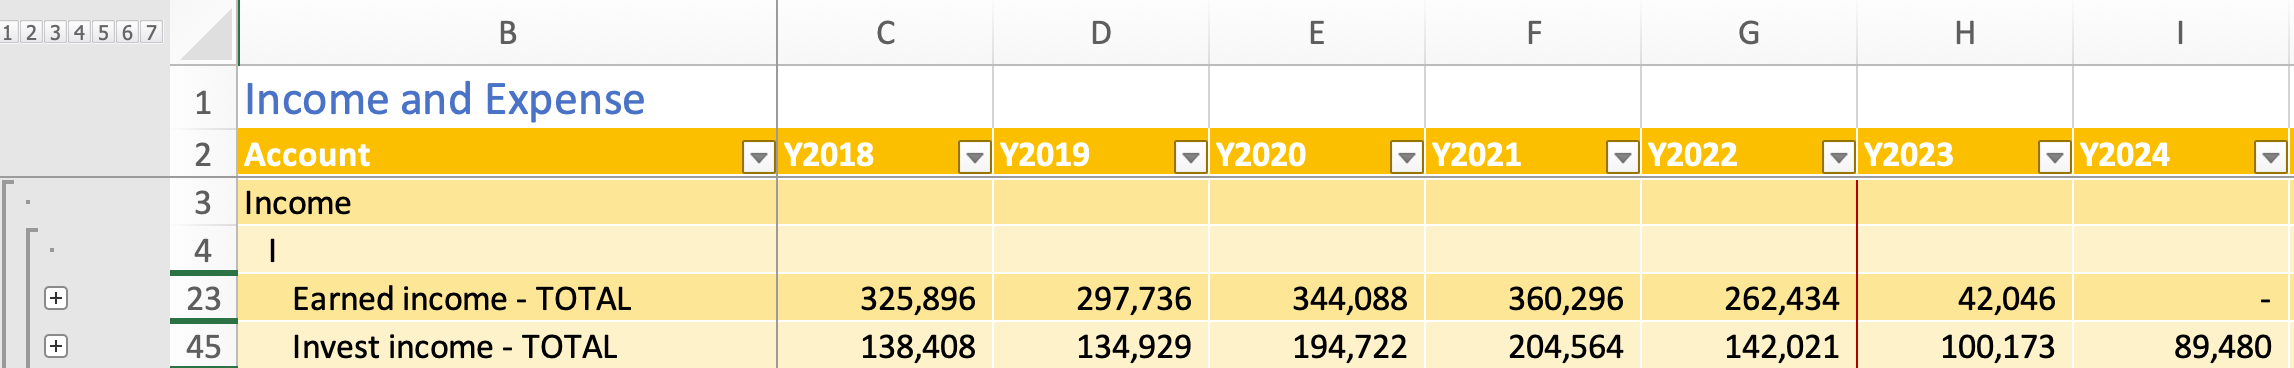 1 2 3 4 5 6 7 B C D E F G H I
1 Income and Expense
2 Account Y2018 Y2019 Y2020 Y2021 Y2022 Y2023 Y2024
3 Income
4 I
23 Earned income - TOTAL 325,896 297,736 344,088 360,296 262,434 42,046 -
45 Invest income - TOTAL 138,408 134,929 194,722 204,564 142,021 100,173 89,480